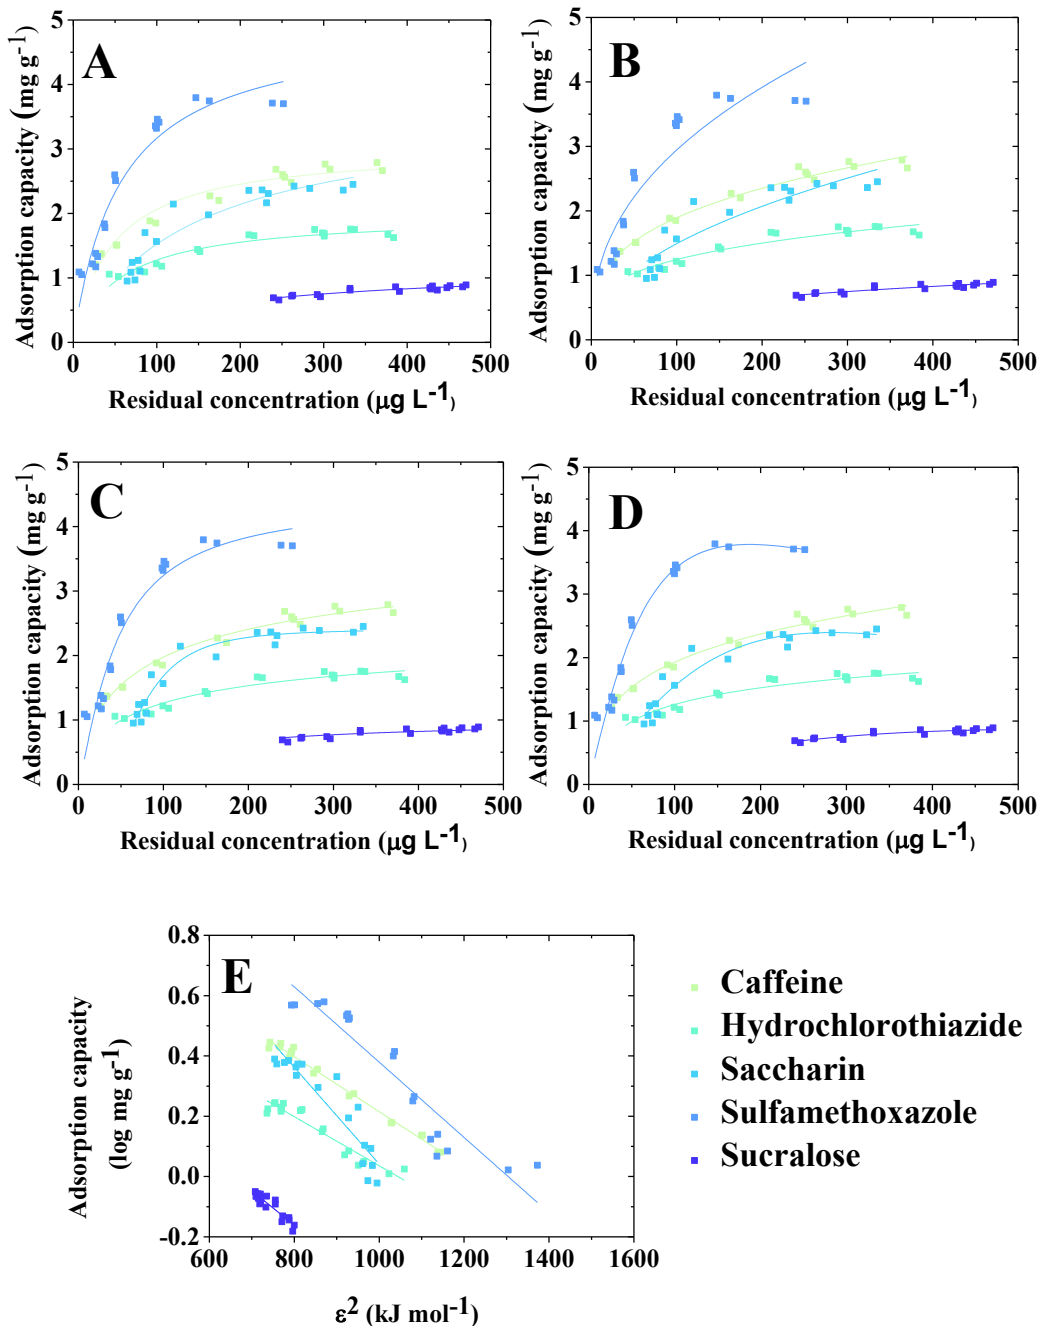 A
Adsorption capacity (mg g-1)
5
4
3
2
1
0
0 100 200 300 400 500
Residual concentration (μg L-1)
B
Adsorption capacity (mg g-1)
5
4
3
2
1
0
0 100 200 300 400 500
Residual concentration (μg L-1)
C
Adsorption capacity (mg g-1)
5
4
3
2
1
0
0 100 200 300 400 500
Residual concentration (μg L-1)
D
Adsorption capacity (mg g-1)
5
4
3
2
1
0
0 100 200 300 400 500
Residual concentration (μg L-1)
E
Adsorption capacity
(log mg g-1)
0.8
0.6
0.4
0.2
0.0
-0.2
600 800 1000 1200 1400 1600
ε2 (kJ mol-1)
Caffeine
Hydrochlorothiazide
Saccharin
Sulfamethoxazole
Sucralose